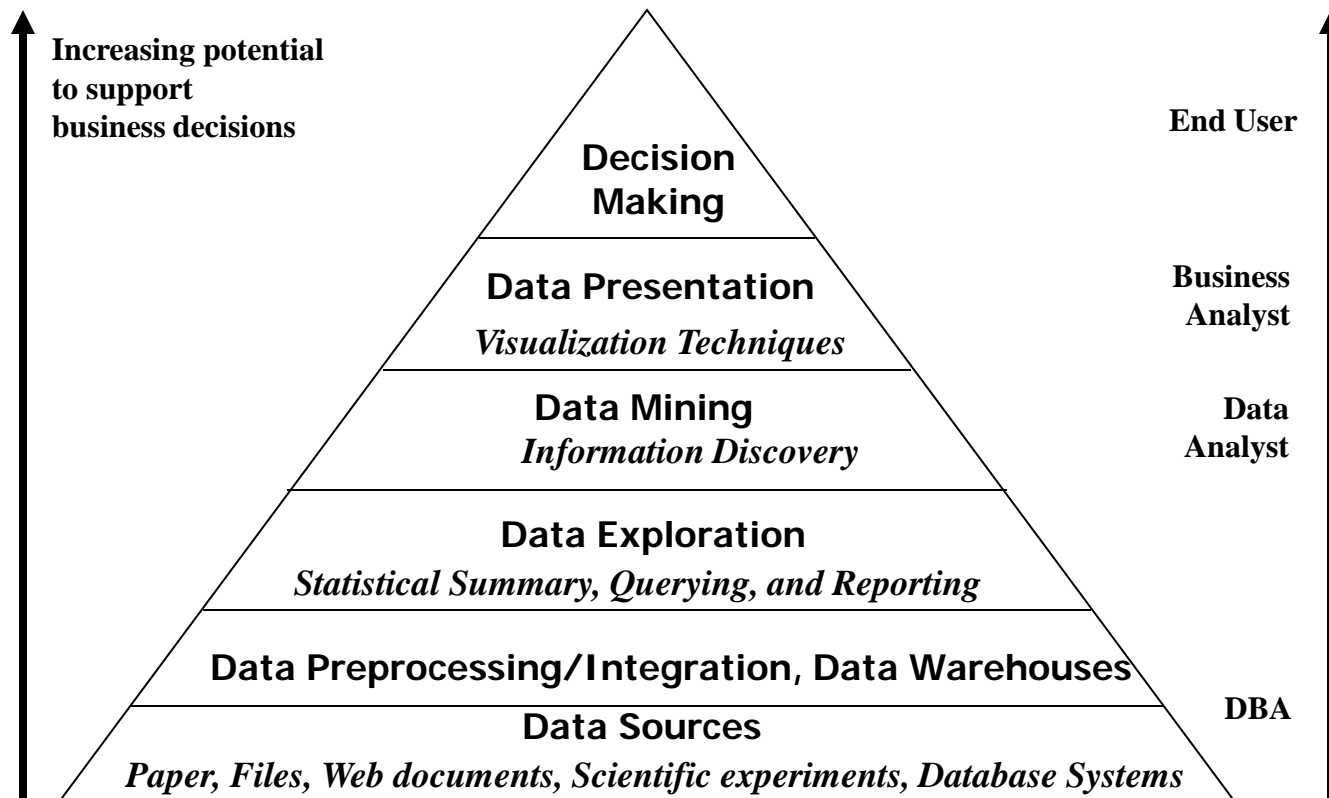 Increasing potential
to support
business decisions
End User
Decision
Making
Business
Analyst
Data Presentation
Visualization Techniques
Data Mining
Information Discovery
Data
Analyst
Data Exploration
Statistical Summary, Querying, and Reporting
Data Preprocessing/Integration, Data Warehouses
DBA
Data Sources
Paper, Files, Web documents, Scientific experiments, Database Systems